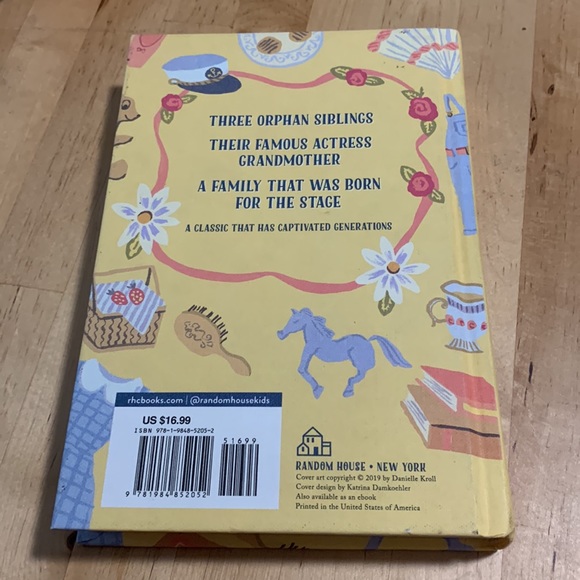 THREE ORPHAN SIBLINGS
THEIR FAMOUS ACTRESS
GRANDMOTHER
A FAMILY THAT WAS BORN
FOR THE STAGE
A CLASSIC THAT HAS CAPTIVATED GENERATIONS
rhcbooks.com | @randomhousekids
US $16.99
ISBN 978-1-9848-5205-2
51699
9 781984 852052
RANDOM HOUSE • NEW YORK
Cover art copyright © 2019 by Danielle Kroll
Cover design by Katrina Damkoehler
Also available as an ebook
Printed in the United States of America